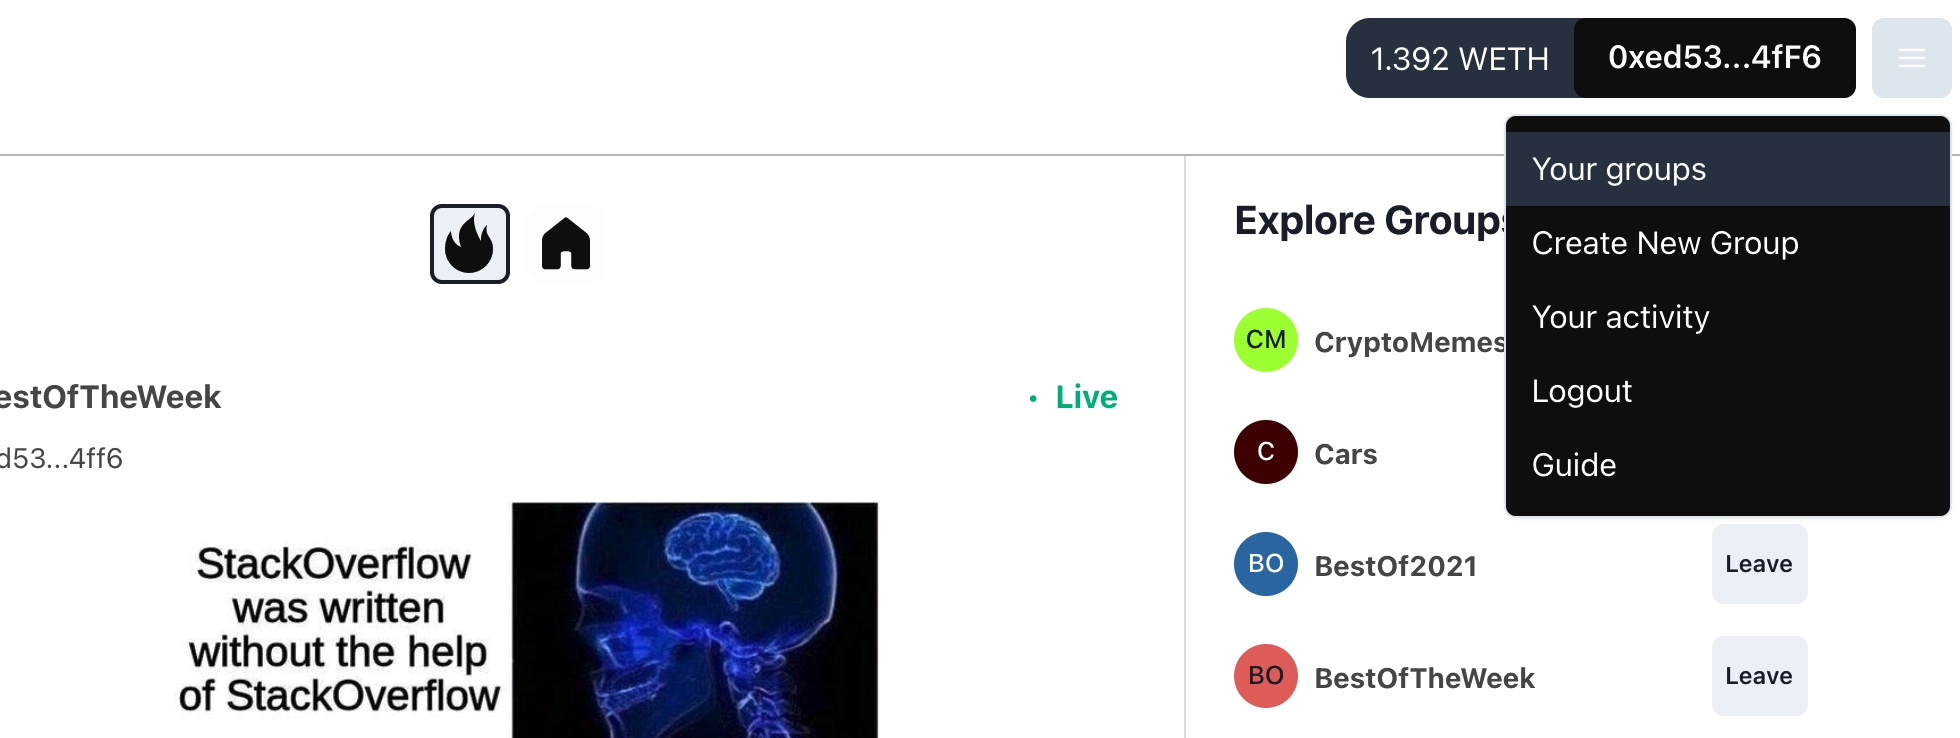 1.392 WETH
0xed53...4fF6
Your groups
Create New Group
Your activity
Logout
Guide
estOfTheWeek
d53...4ff6
• Live
StackOverflow
was written
without the help
of StackOverflow
Explore Groups
CM CryptoMemes
C Cars
BO BestOf2021 Leave
BO BestOfTheWeek Leave